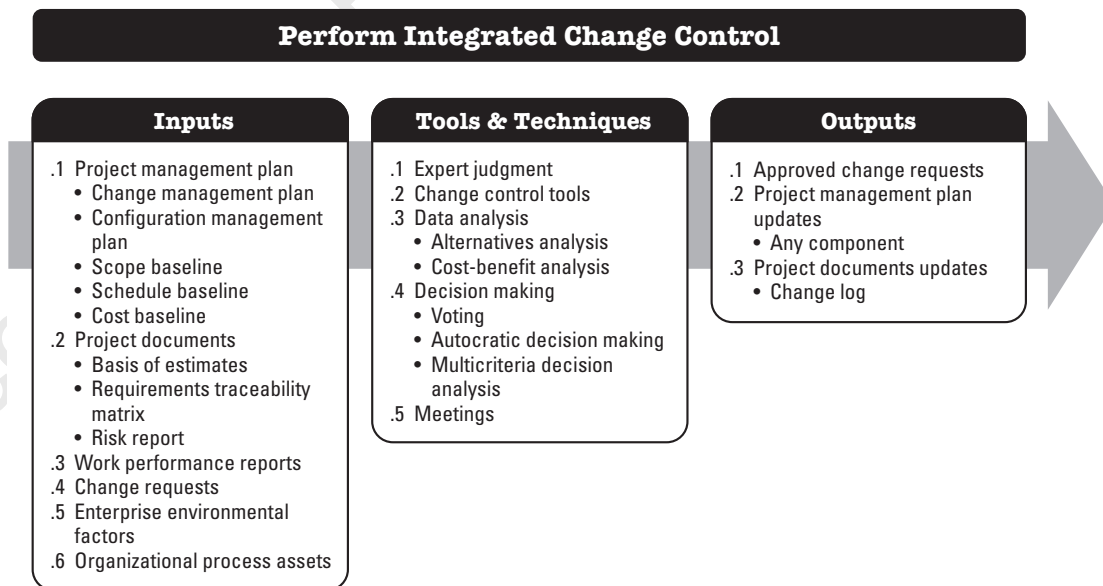 Perform Integrated Change Control
Inputs
.1 Project management plan
• Change management plan
• Configuration management
plan
• Scope baseline
• Schedule baseline
• Cost baseline
.2 Project documents
• Basis of estimates
• Requirements traceability
matrix
• Risk report
.3 Work performance reports
.4 Change requests
.5 Enterprise environmental
factors
.6 Organizational process assets
Tools & Techniques
.1 Expert judgment
.2 Change control tools
.3 Data analysis
• Alternatives analysis
• Cost-benefit analysis
.4 Decision making
• Voting
• Autocratic decision making
• Multicriteria decision
analysis
.5 Meetings
Outputs
.1 Approved change requests
.2 Project management plan
updates
• Any component
.3 Project documents updates
• Change log